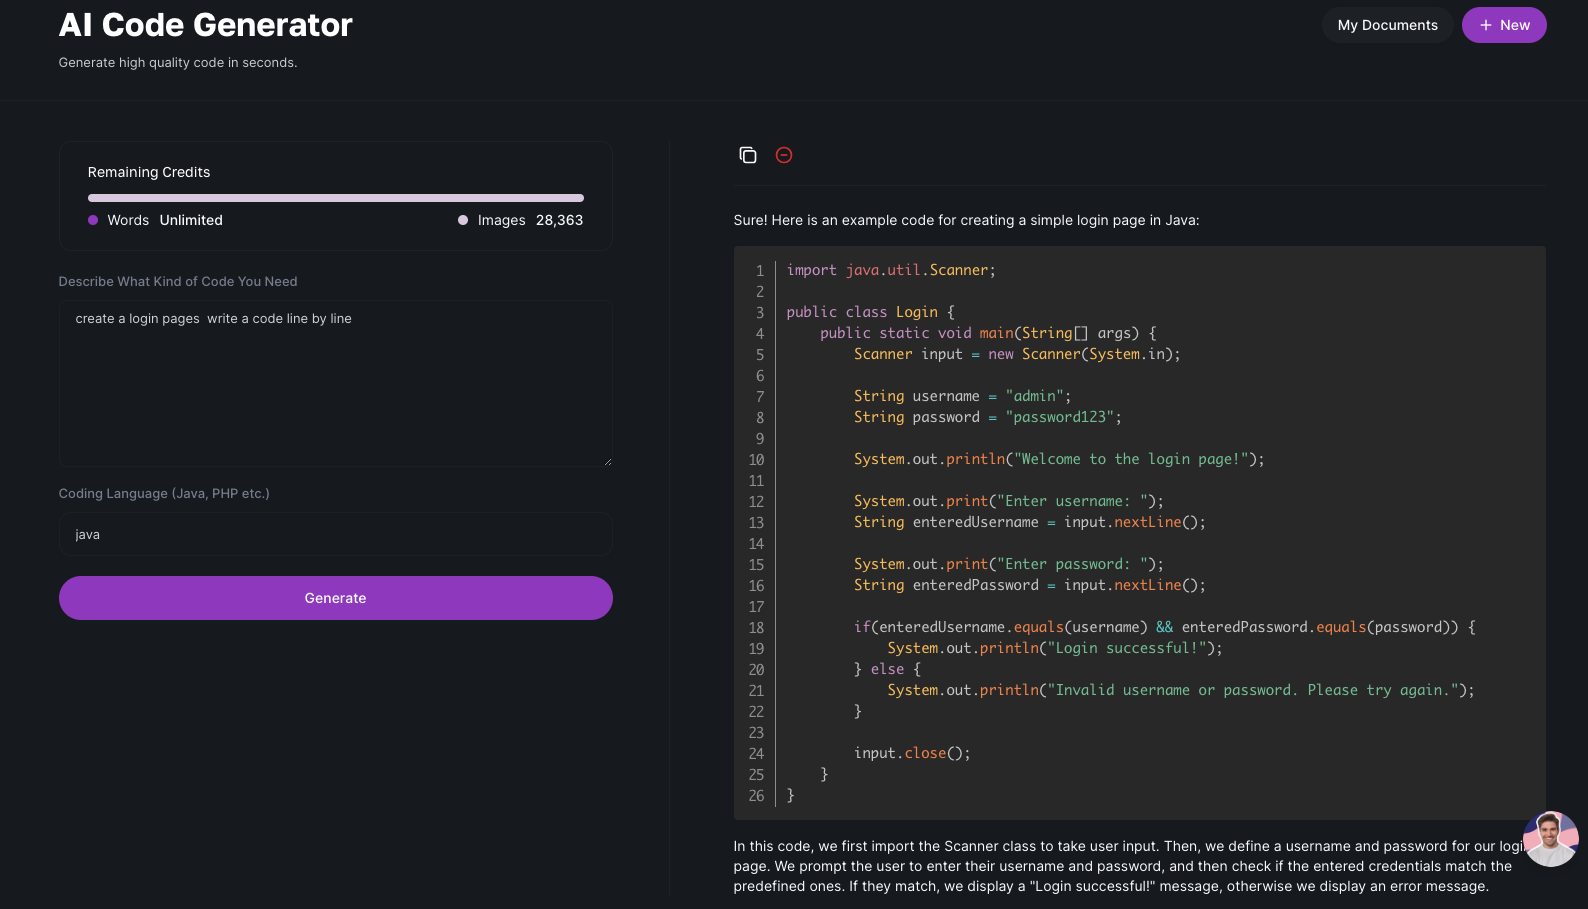 AI Code Generator
Generate high quality code in seconds.
My Documents
+ New
Remaining Credits
Words Unlimited
Images 28,363
Describe What Kind of Code You Need
create a login pages  write a code line by line
Coding Language (Java, PHP etc.)
java
Generate
Sure! Here is an example code for creating a simple login page in Java:
1 import java.util.Scanner;
2
3 public class Login {
4     public static void main(String[] args) {
5         Scanner input = new Scanner(System.in);
6
7         String username = "admin";
8         String password = "password123";
9
10         System.out.println("Welcome to the login page!");
11
12         System.out.print("Enter username: ");
13         String enteredUsername = input.nextLine();
14
15         System.out.print("Enter password: ");
16         String enteredPassword = input.nextLine();
17
18         if(enteredUsername.equals(username) && enteredPassword.equals(password)) {
19             System.out.println("Login successful!");
20         } else {
21             System.out.println("Invalid username or password. Please try again.");
22         }
23
24         input.close();
25     }
26 }
In this code, we first import the Scanner class to take user input. Then, we define a username and password for our
page. We prompt the user to enter their username and password, and then check if the entered credentials match the
predefined ones. If they match, we display a "Login successful!" message, otherwise we display an error message.